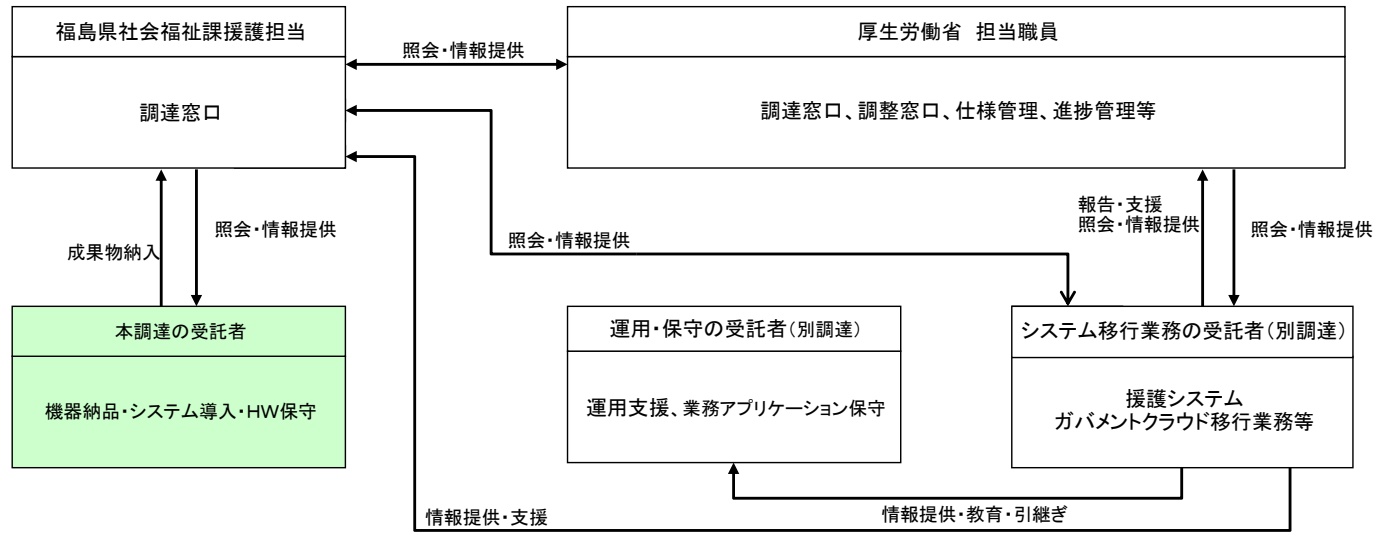 福島県社会福祉課援護担当
厚生労働省 担当職員
照会・情報提供
調達窓口
調達窓口、調整窓口、仕様管理、進捗管理等
成果物納入
照会・情報提供
照会・情報提供
報告・支援
照会・情報提供
照会・情報提供
本調達の受託者
運用・保守の受託者(別調達)
システム移行業務の受託者(別調達)
機器納品・システム導入・HW保守
運用支援、業務アプリケーション保守
援護システム
ガバメントクラウド移行業務等
情報提供・支援
情報提供・教育・引継ぎ